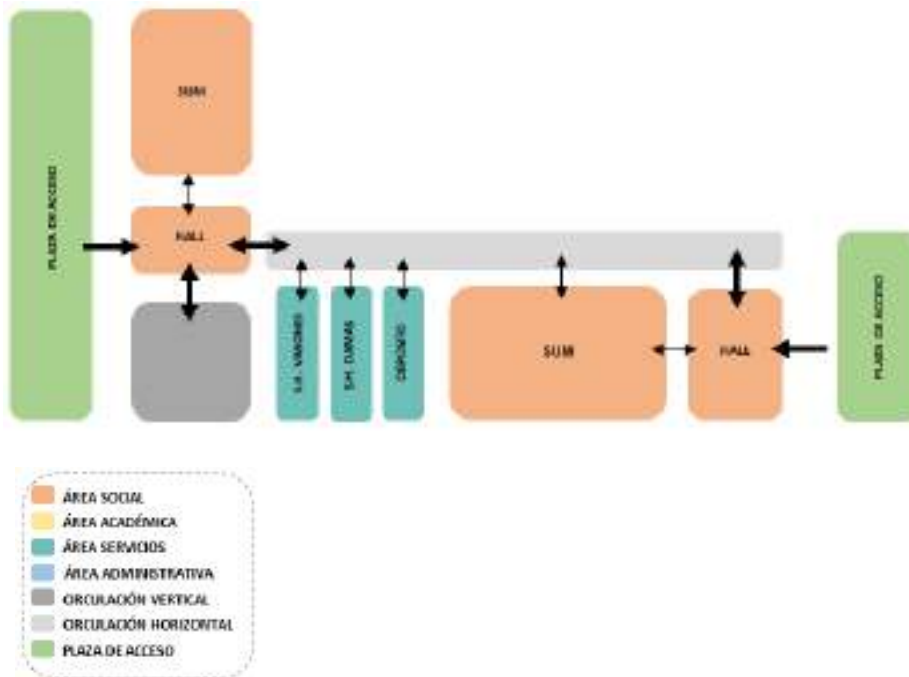 SUM
PLAZA DE ACCESO
HALL
S.H. VARONES
S.H. DAMAS
DEPÓSITO
SUM
HALL
PLAZA DE ACCESO
ÁREA SOCIAL
ÁREA ACADÉMICA
ÁREA SERVICIOS
ÁREA ADMINISTRATIVA
CIRCULACIÓN VERTICAL
CIRCULACIÓN HORIZONTAL
PLAZA DE ACCESO